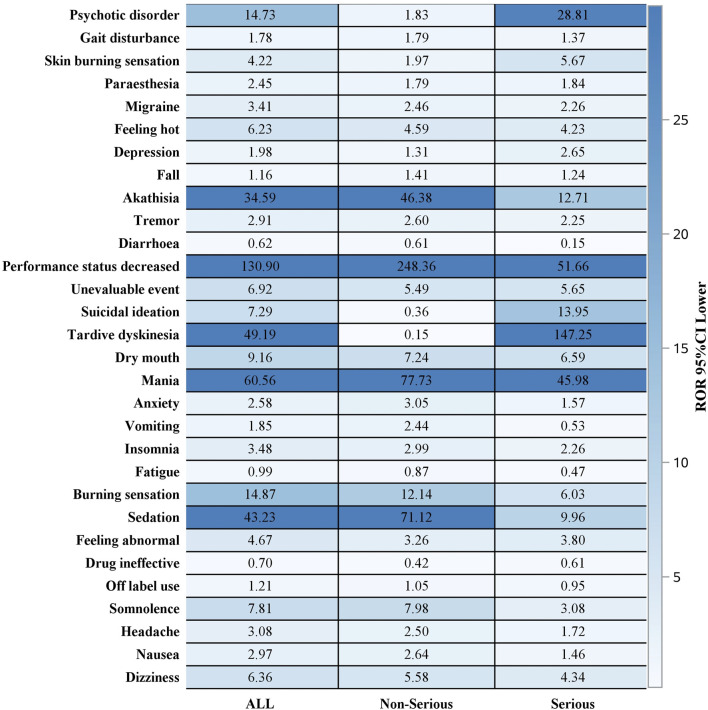 Psychotic disorder 14.73 1.83 28.81
Gait disturbance 1.78 1.79 1.37
Skin burning sensation 4.22 1.97 5.67
Paraesthesia 2.45 1.79 1.84
Migraine 3.41 2.46 2.26
Feeling hot 6.23 4.59 4.23
Depression 1.98 1.31 2.65
Fall 1.16 1.41 1.24
Akathisia 34.59 46.38 12.71
Tremor 2.91 2.60 2.25
Diarrhoea 0.62 0.61 0.15
Performance status decreased 130.90 248.36 51.66
Unevaluable event 6.92 5.49 5.65
Suicidal ideation 7.29 0.36 13.95
Tardive dyskinesia 49.19 0.15 147.25
Dry mouth 9.16 7.24 6.59
Mania 60.56 77.73 45.98
Anxiety 2.58 3.05 1.57
Vomiting 1.85 2.44 0.53
Insomnia 3.48 2.99 2.26
Fatigue 0.99 0.87 0.47
Burning sensation 14.87 12.14 6.03
Sedation 43.23 71.12 9.96
Feeling abnormal 4.67 3.26 3.80
Drug ineffective 0.70 0.42 0.61
Off label use 1.21 1.05 0.95
Somnolence 7.81 7.98 3.08
Headache 3.08 2.50 1.72
Nausea 2.97 2.64 1.46
Dizziness 6.36 5.58 4.34
ALL Non-Serious Serious
25
20
15
10
5
ROR 95%CI Lower